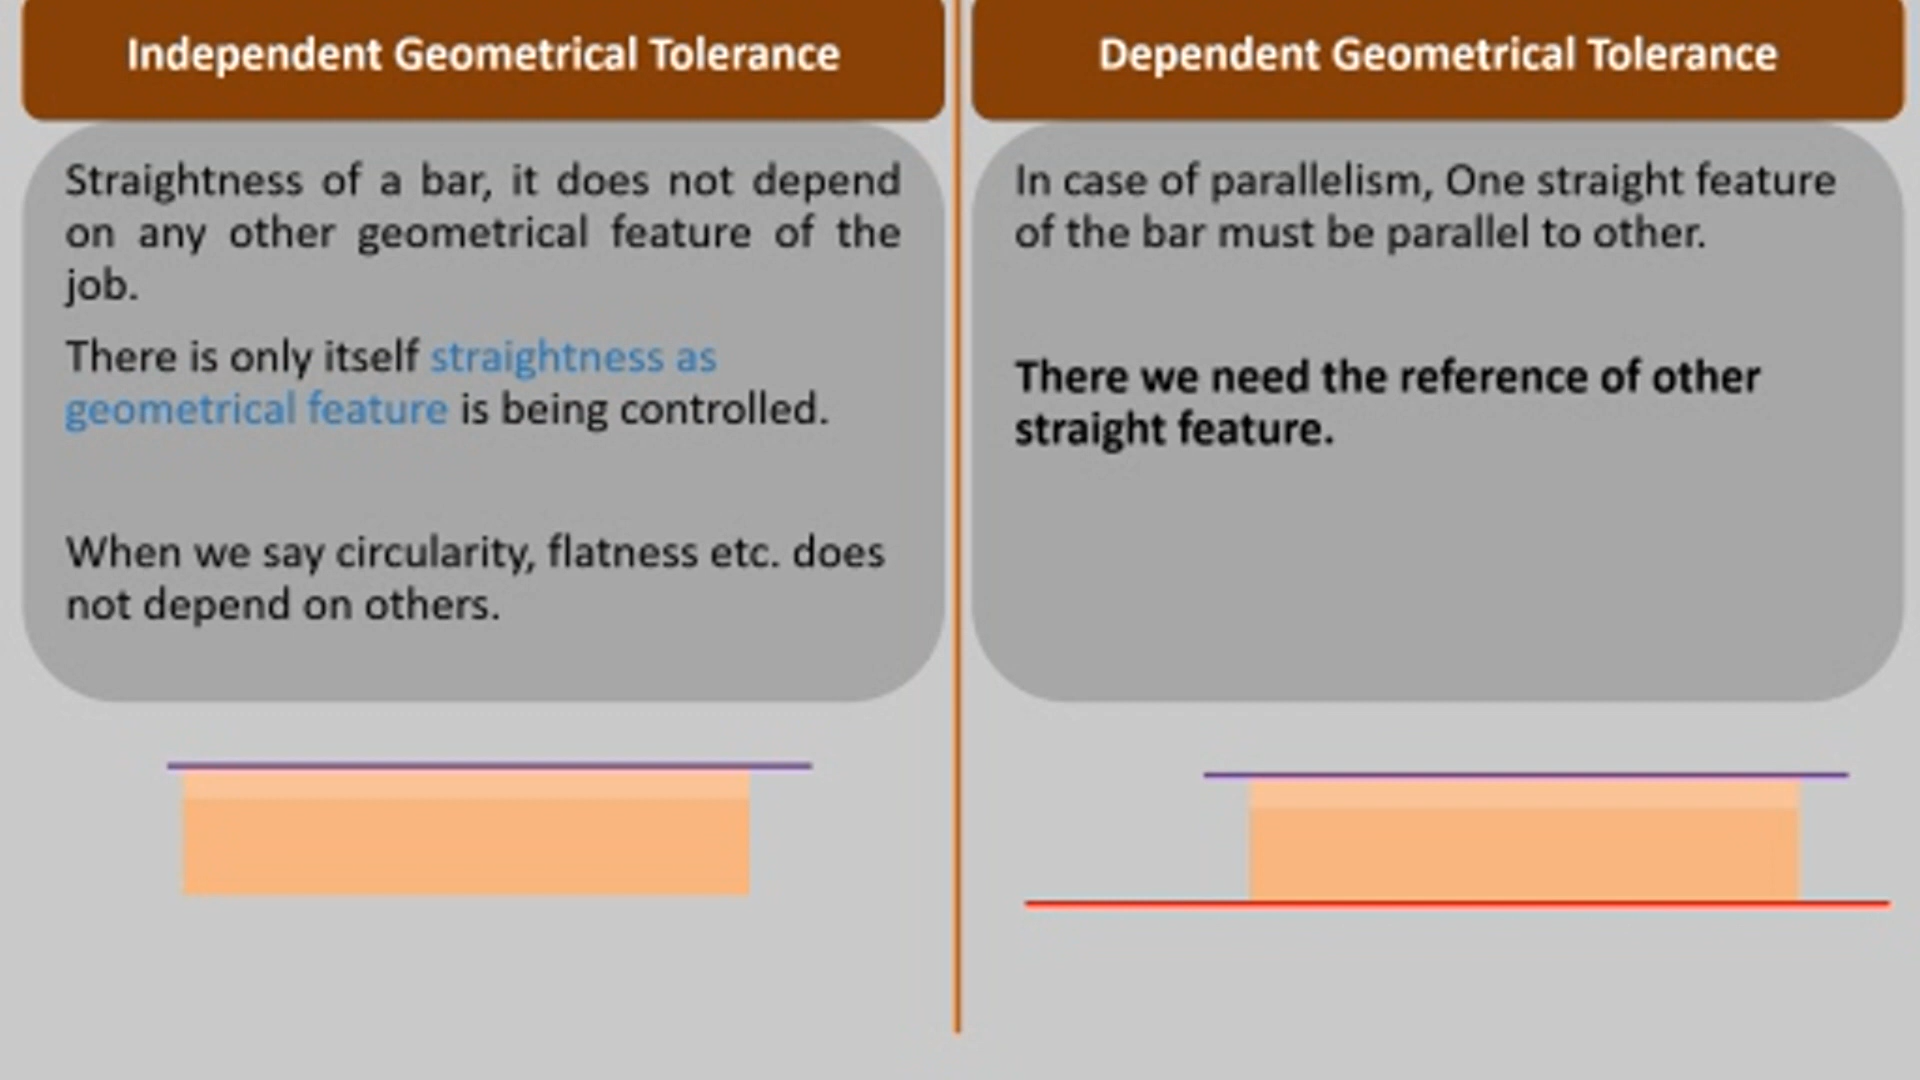 Independent Geometrical Tolerance
Straightness of a bar, it does not depend
on any other geometrical feature of the
job.
There is only itself straightness as
geometrical feature is being controlled.
When we say circularity, flatness etc. does
not depend on others.
Dependent Geometrical Tolerance
In case of parallelism, One straight feature
of the bar must be parallel to other.
There we need the reference of other
straight feature.